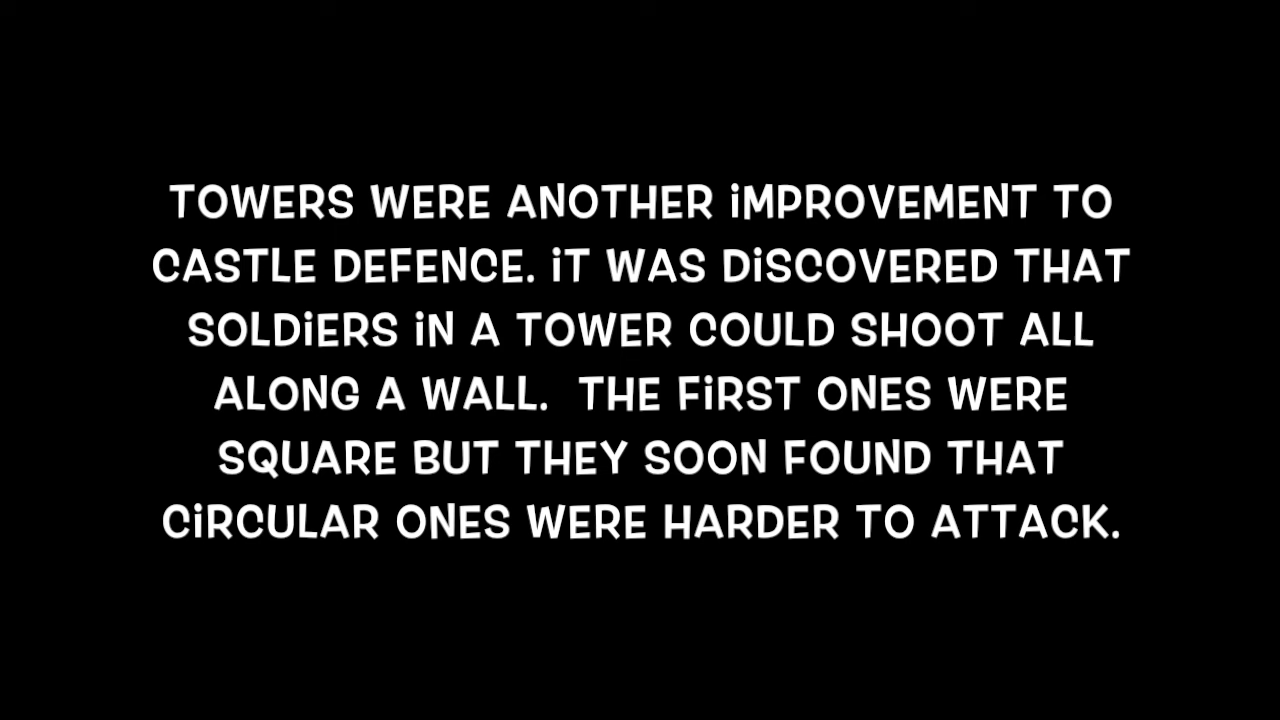 TOWERS WERE ANOTHER iMPROVEMENT TO
CASTLE DEFENCE. iT WAS DiSCOVERED THAT
SOLDiERS iN A TOWER COULD SHOOT ALL
ALONG A WALL.  THE FiRST ONES WERE
SQUARE BUT THEY SOON FOUND THAT
CiRCULAR ONES WERE HARDER TO ATTACK.